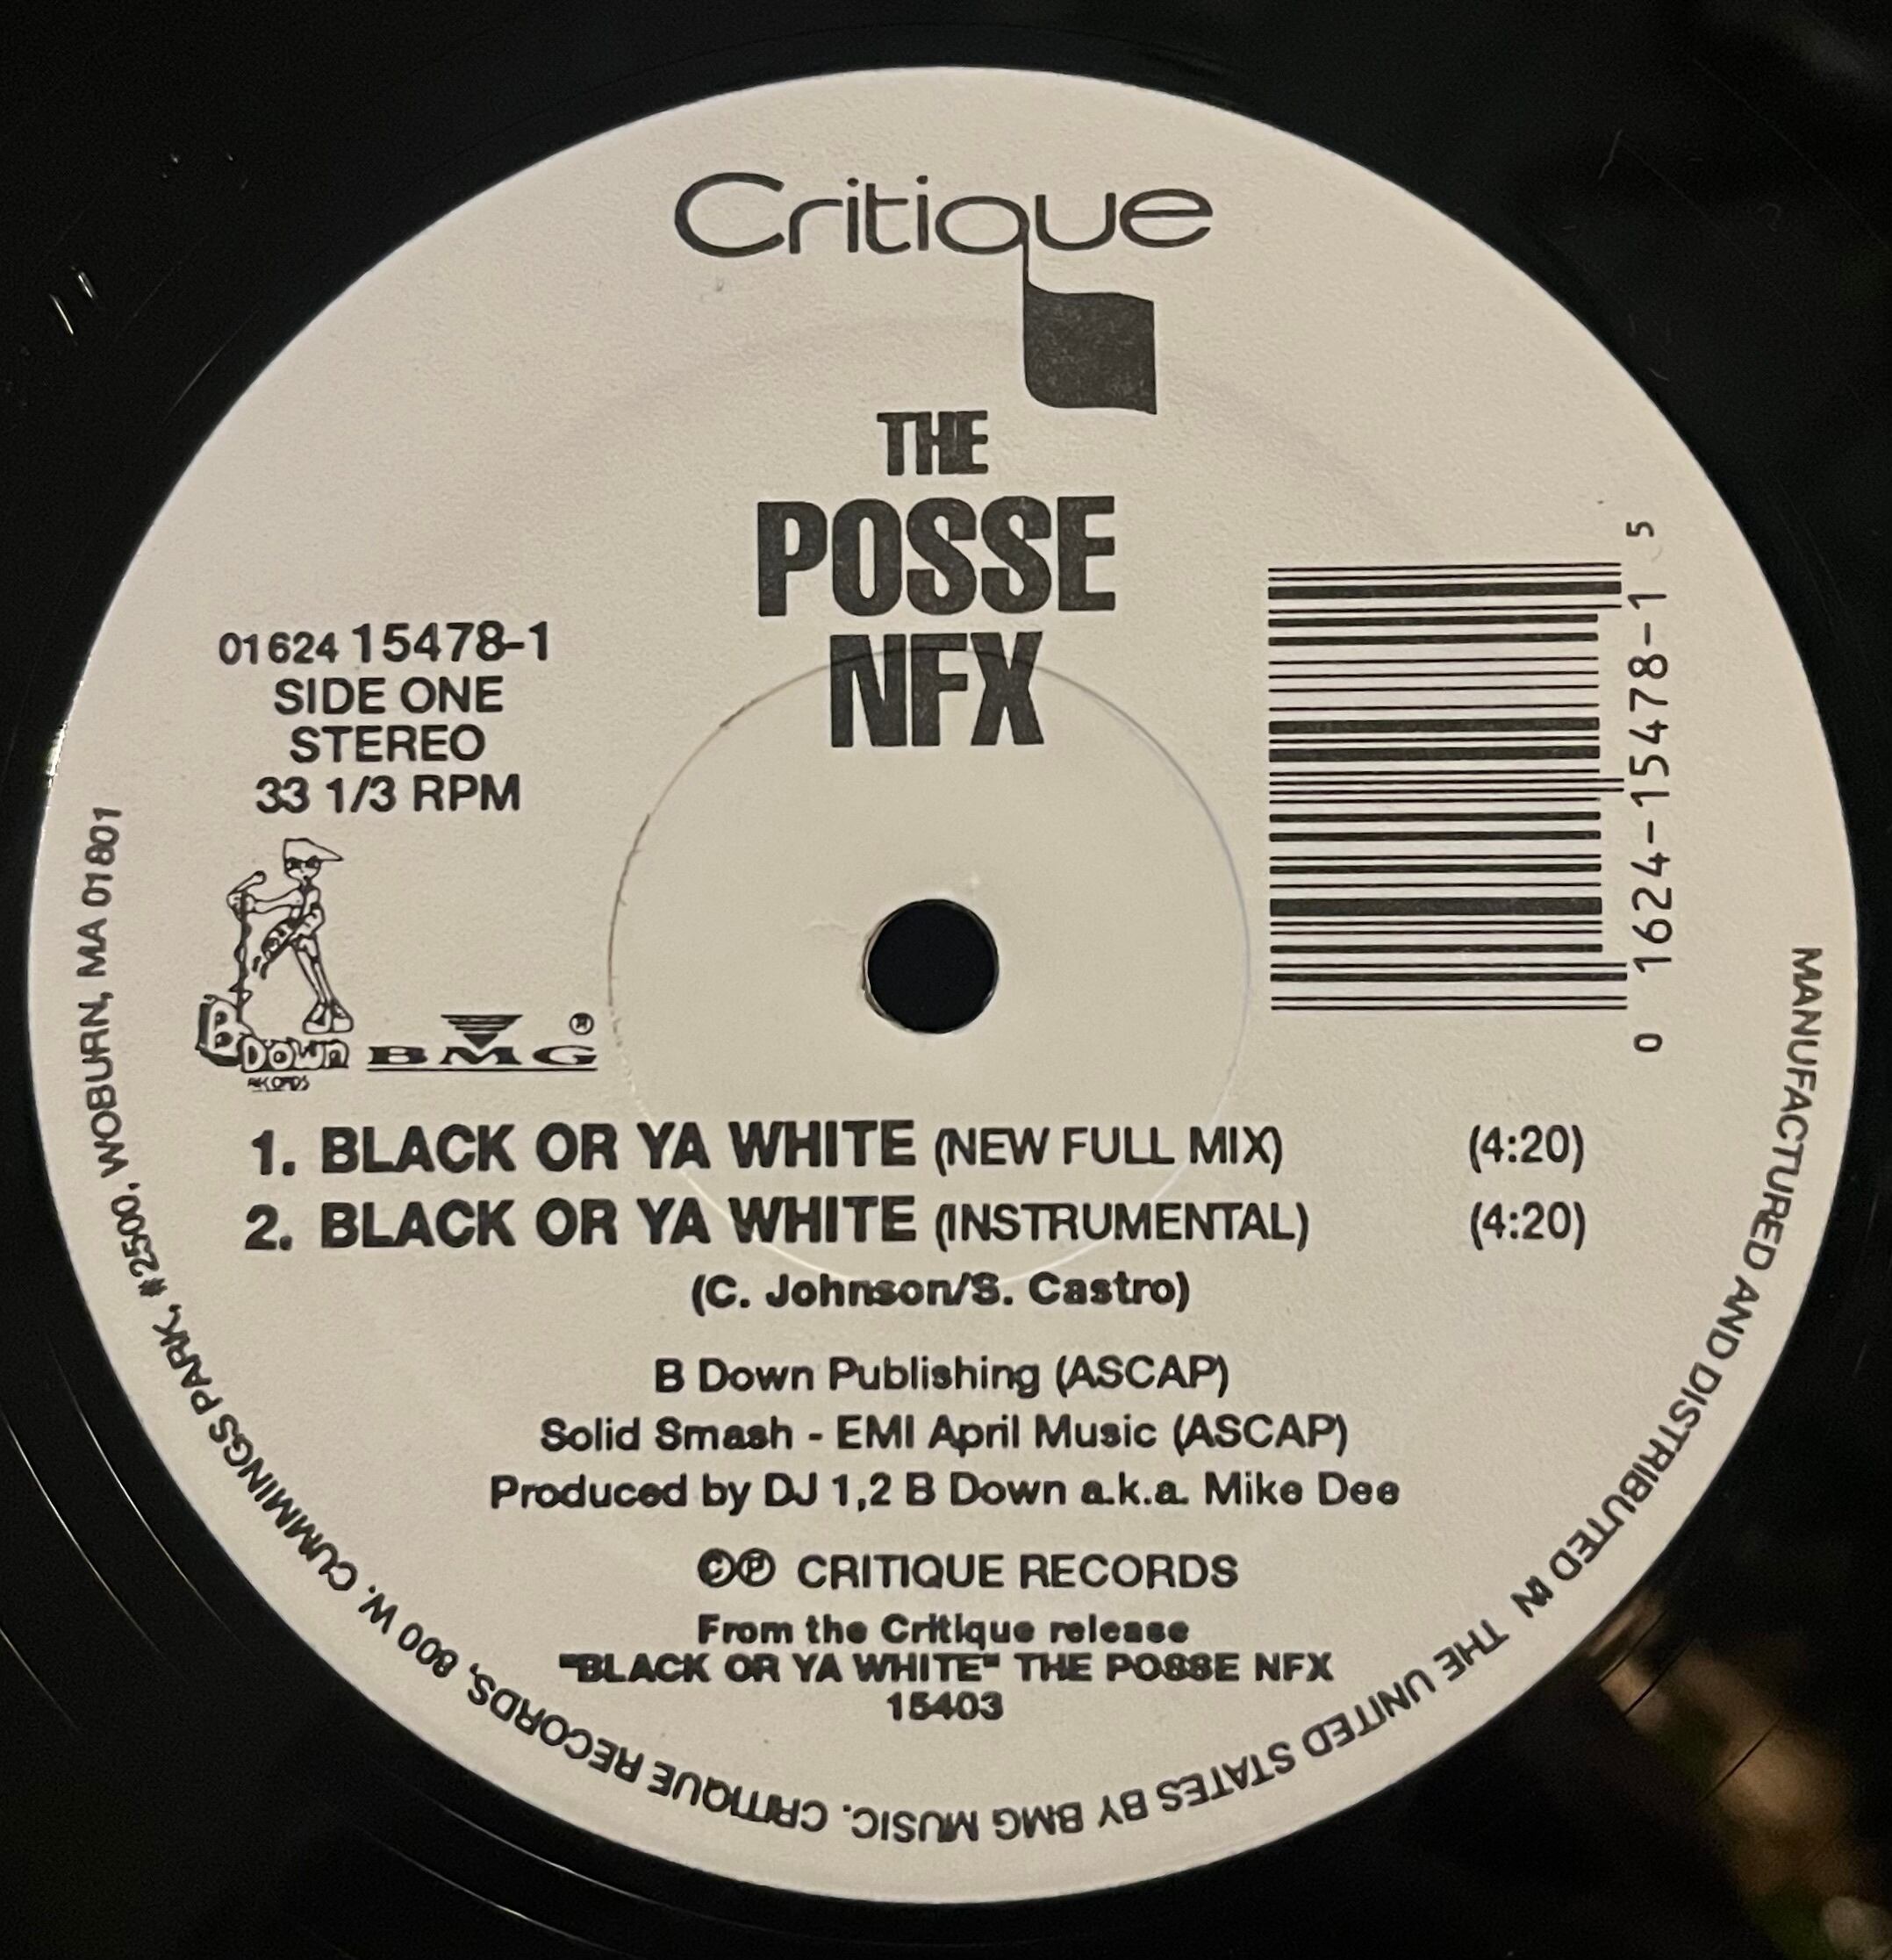 Critique
THE
POSSE
NFX
01624 15478-1
SIDE ONE
STEREO
33 1/3 RPM
B DOWN
RECORDS
BMG®
0 1624-15478-1 5
1. BLACK OR YA WHITE (NEW FULL MIX) (4:20)
2. BLACK OR YA WHITE (INSTRUMENTAL) (4:20)
(C. Johnson/S. Castro)
B Down Publishing (ASCAP)
Solid Smash - EMI April Music (ASCAP)
Produced by DJ 1,2 B Down a.k.a. Mike Dee
©℗ CRITIQUE RECORDS
From the Critique release
"BLACK OR YA WHITE" THE POSSE NFX
15403
MANUFACTURED AND DISTRIBUTED IN THE UNITED STATES BY BMG MUSIC. CRITIQUE RECORDS, 800 W. CUMMINGS PARK, #2500, WOBURN, MA 01801